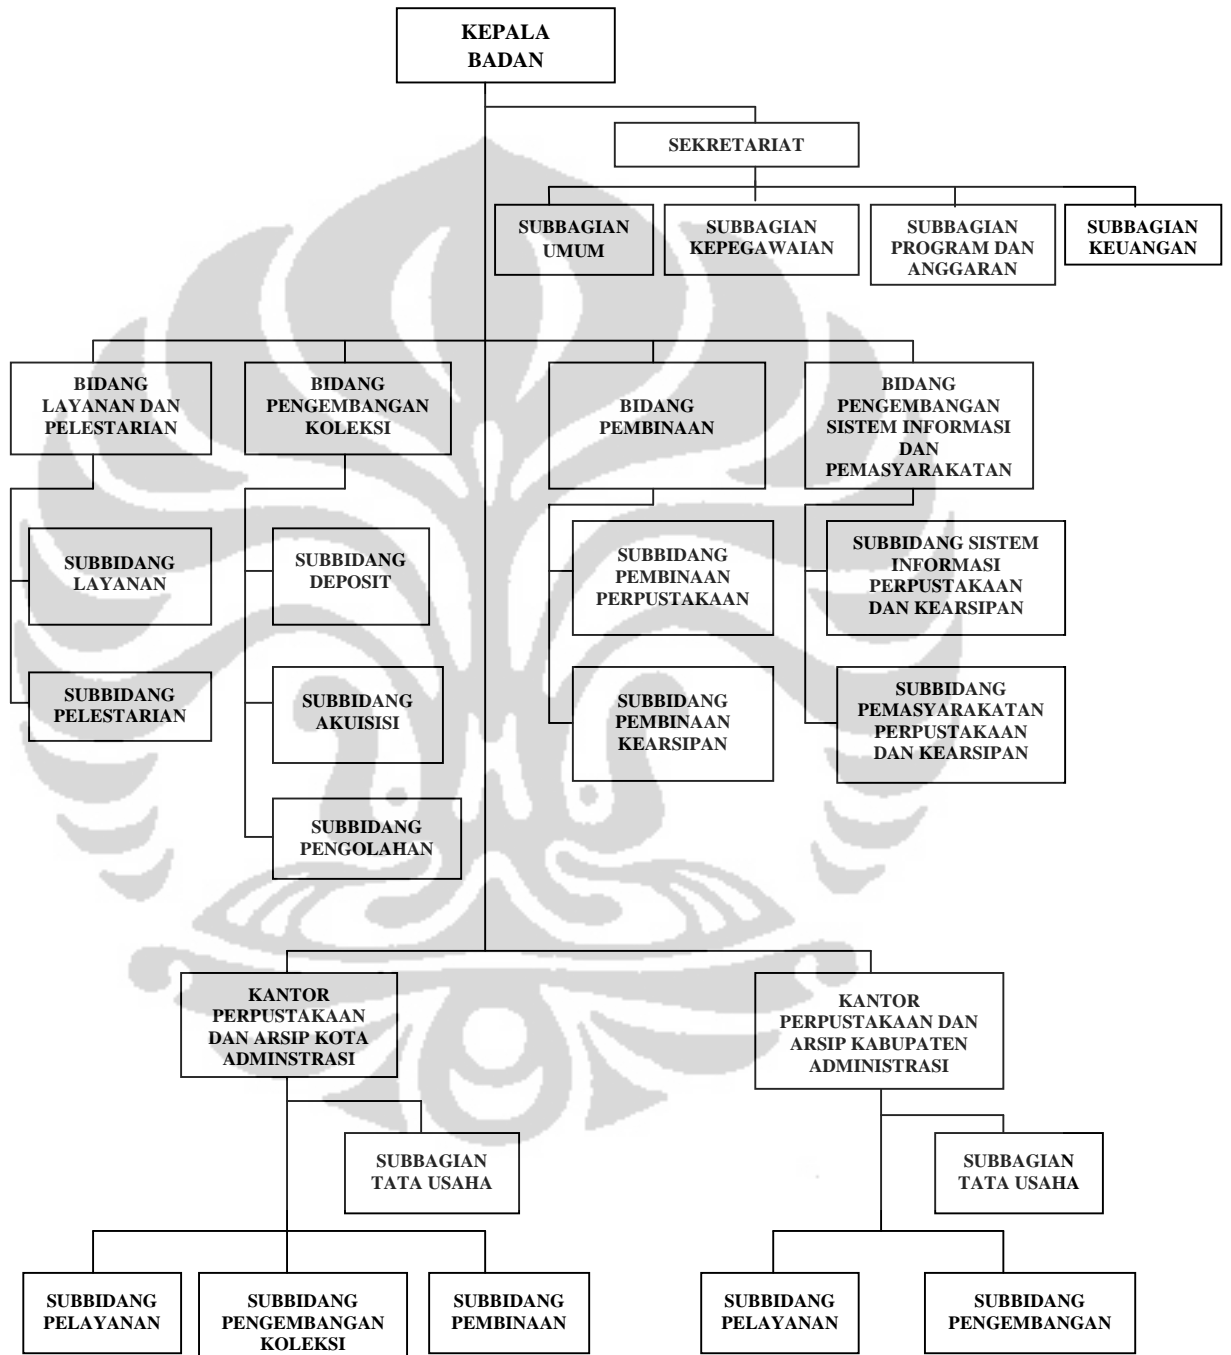 KEPALA
BADAN
SEKRETARIAT
SUBBAGIAN
UMUM
SUBBAGIAN
KEPEGAWAIAN
SUBBAGIAN
PROGRAM DAN
ANGGARAN
SUBBAGIAN
KEUANGAN
BIDANG
LAYANAN DAN
PELESTARIAN
BIDANG
PENGEMBANGAN
KOLEKSI
BIDANG
PEMBINAAN
BIDANG
PENGEMBANGAN
SISTEM INFORMASI
DAN
PEMASYARAKATAN
SUBBIDANG
LAYANAN
SUBBIDANG
DEPOSIT
SUBBIDANG
PEMBINAAN
PERPUSTAKAAN
SUBBIDANG SISTEM
INFORMASI
PERPUSTAKAAN
DAN KEARSIPAN
SUBBIDANG
PELESTARIAN
SUBBIDANG
AKUISISI
SUBBIDANG
PEMBINAAN
KEARSIPAN
SUBBIDANG
PEMASYARAKATAN
PERPUSTAKAAN
DAN KEARSIPAN
SUBBIDANG
PENGOLAHAN
KANTOR
PERPUSTAKAAN
DAN ARSIP KOTA
ADMINSTRASI
KANTOR
PERPUSTAKAAN DAN
ARSIP KABUPATEN
ADMINISTRASI
SUBBAGIAN
TATA USAHA
SUBBAGIAN
TATA USAHA
SUBBIDANG
PELAYANAN
SUBBIDANG
PENGEMBANGAN
KOLEKSI
SUBBIDANG
PEMBINAAN
SUBBIDANG
PELAYANAN
SUBBIDANG
PENGEMBANGAN